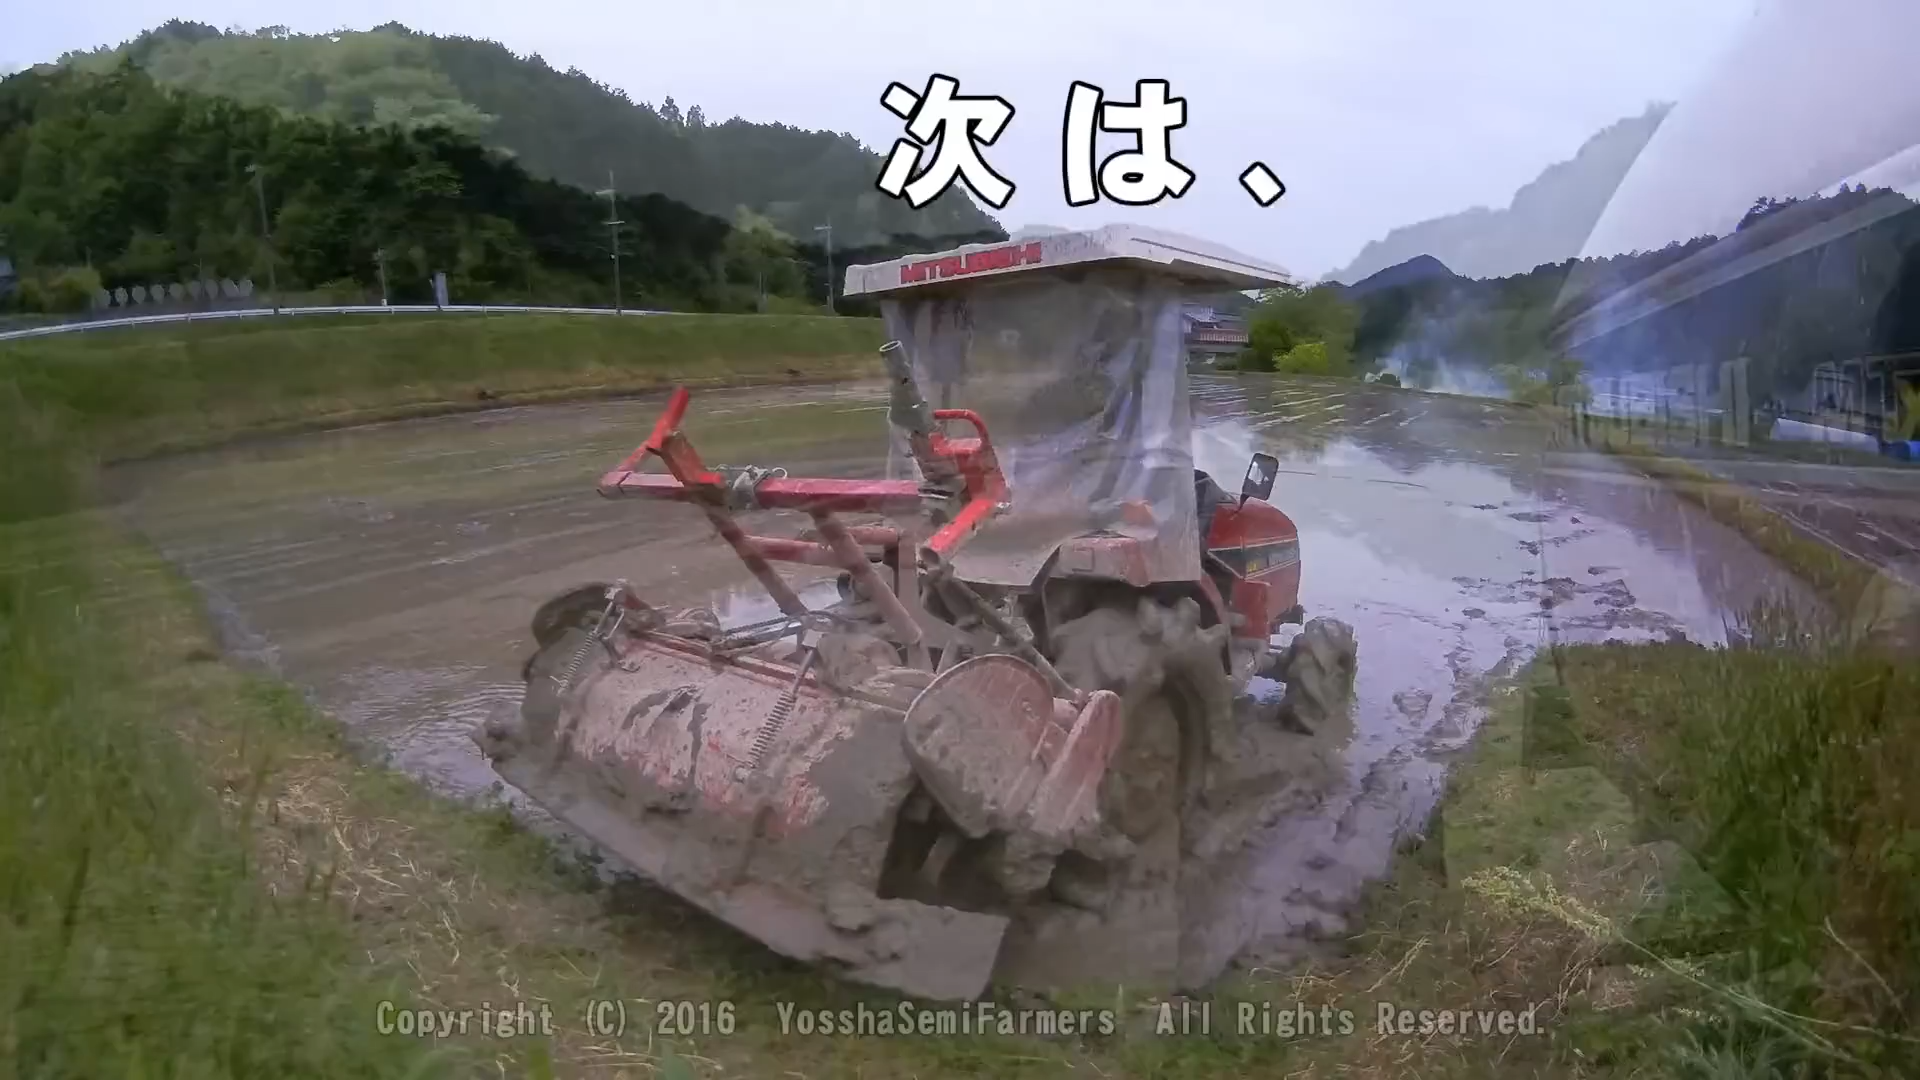 次は、
MITSUBISHI
Copyright (C) 2016 YosshaSemiFarmers All Rights Reserved.